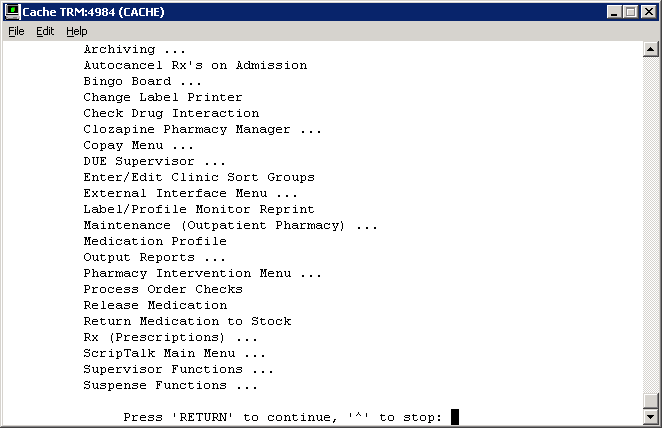 Cache TRM:4984 (CACHE)
File Edit Help
Archiving ...
Autocancel Rx's on Admission
Bingo Board ...
Change Label Printer
Check Drug Interaction
Clozapine Pharmacy Manager ...
Copay Menu ...
DUE Supervisor ...
Enter/Edit Clinic Sort Groups
External Interface Menu ...
Label/Profile Monitor Reprint
Maintenance (Outpatient Pharmacy) ...
Medication Profile
Output Reports ...
Pharmacy Intervention Menu ...
Process Order Checks
Release Medication
Return Medication to Stock
Rx (Prescriptions) ...
ScripTalk Main Menu ...
Supervisor Functions ...
Suspense Functions ...
Press 'RETURN' to continue, '^' to stop: